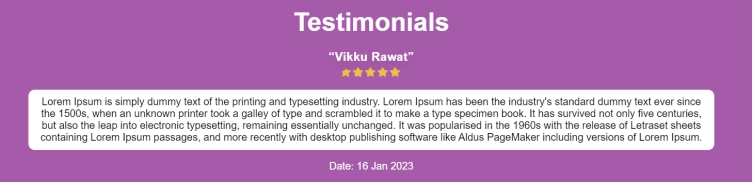 Testimonials
“Vikku Rawat”
Lorem Ipsum is simply dummy text of the printing and typesetting industry. Lorem Ipsum has been the industry's standard dummy text ever since
the 1500s, when an unknown printer took a galley of type and scrambled it to make a type specimen book. It has survived not only five centuries,
but also the leap into electronic typesetting, remaining essentially unchanged. It was popularised in the 1960s with the release of Letraset sheets
containing Lorem Ipsum passages, and more recently with desktop publishing software like Aldus PageMaker including versions of Lorem Ipsum.
Date: 16 Jan 2023